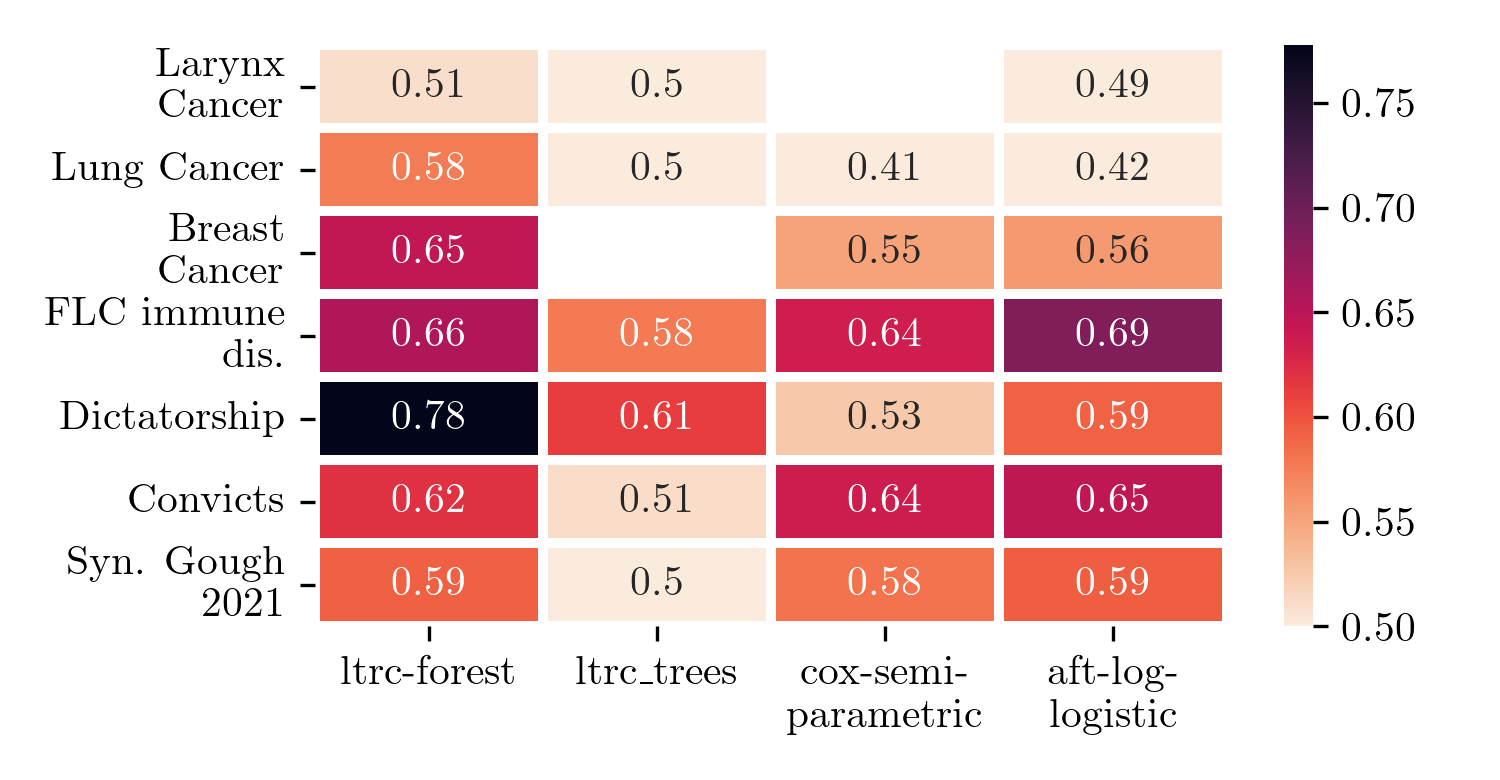 Larynx
Cancer
0.51
0.5
0.49
0.75
Lung Cancer
0.58
0.5
0.41
0.42
0.70
Breast
Cancer
0.65
0.55
0.56
0.65
FLC immune
dis.
0.66
0.58
0.64
0.69
Dictatorship
0.78
0.61
0.53
0.59
0.60
Convicts
0.62
0.51
0.64
0.65
0.55
Syn. Gough
2021
0.59
0.5
0.58
0.59
0.50
ltrc-forest
ltrc_trees
cox-semi-
parametric
aft-log-
logistic